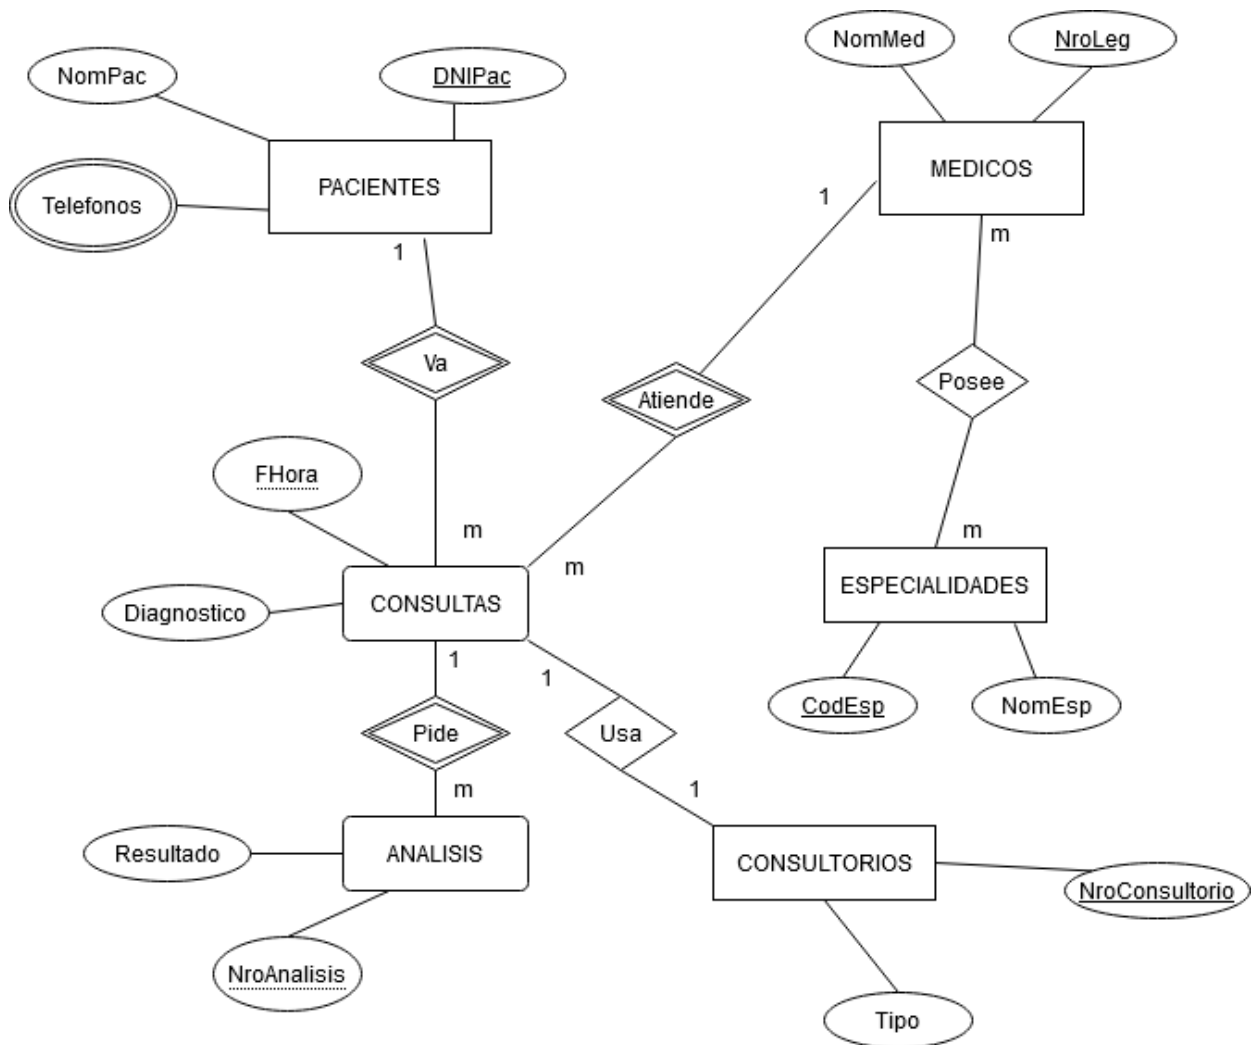 NomMed
NroLeg
NomPac
DNIPac
MEDICOS
PACIENTES
Telefonos
1
m
1
Va
Posee
Atiende
FHora
m
m
m
ESPECIALIDADES
CONSULTAS
Diagnostico
1
1
CodEsp
NomEsp
Pide
Usa
m
1
Resultado
ANALISIS
CONSULTORIOS
NroConsultorio
NroAnalisis
Tipo